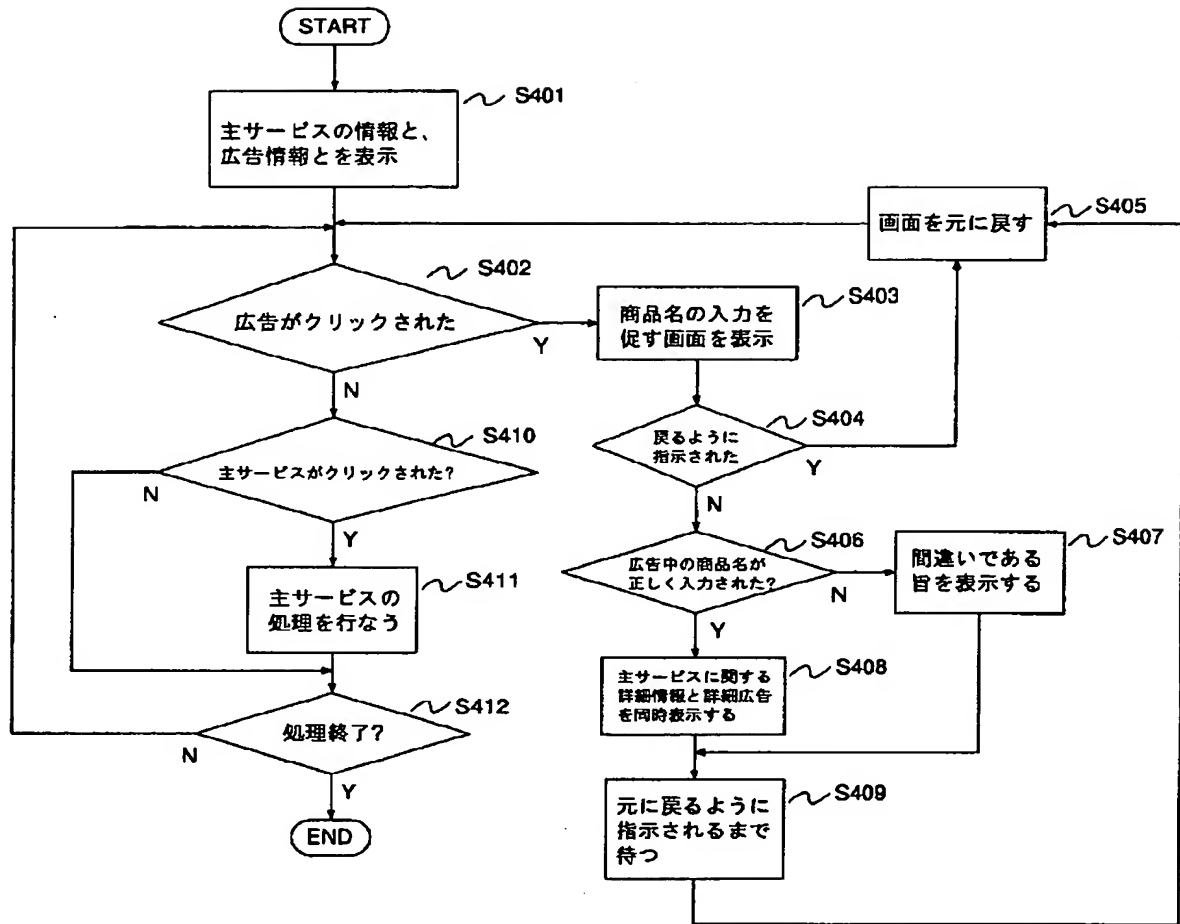 START
S401
主サービスの情報と、
広告情報とを表示
画面を元に戻す
S405
S402
広告がクリックされた
Y
N
商品名の入力を
促す画面を表示
S403
S404
戻るように
指示された
Y
N
S410
主サービスがクリックされた?
N
Y
S406
広告中の商品名が
正しく入力された?
N
Y
S407
間違いである
旨を表示する
S411
主サービスの
処理を行なう
S408
主サービスに関する
詳細情報と詳細広告
を同時表示する
S412
処理終了?
N
Y
END
S409
元に戻るように
指示されるまで
待つ